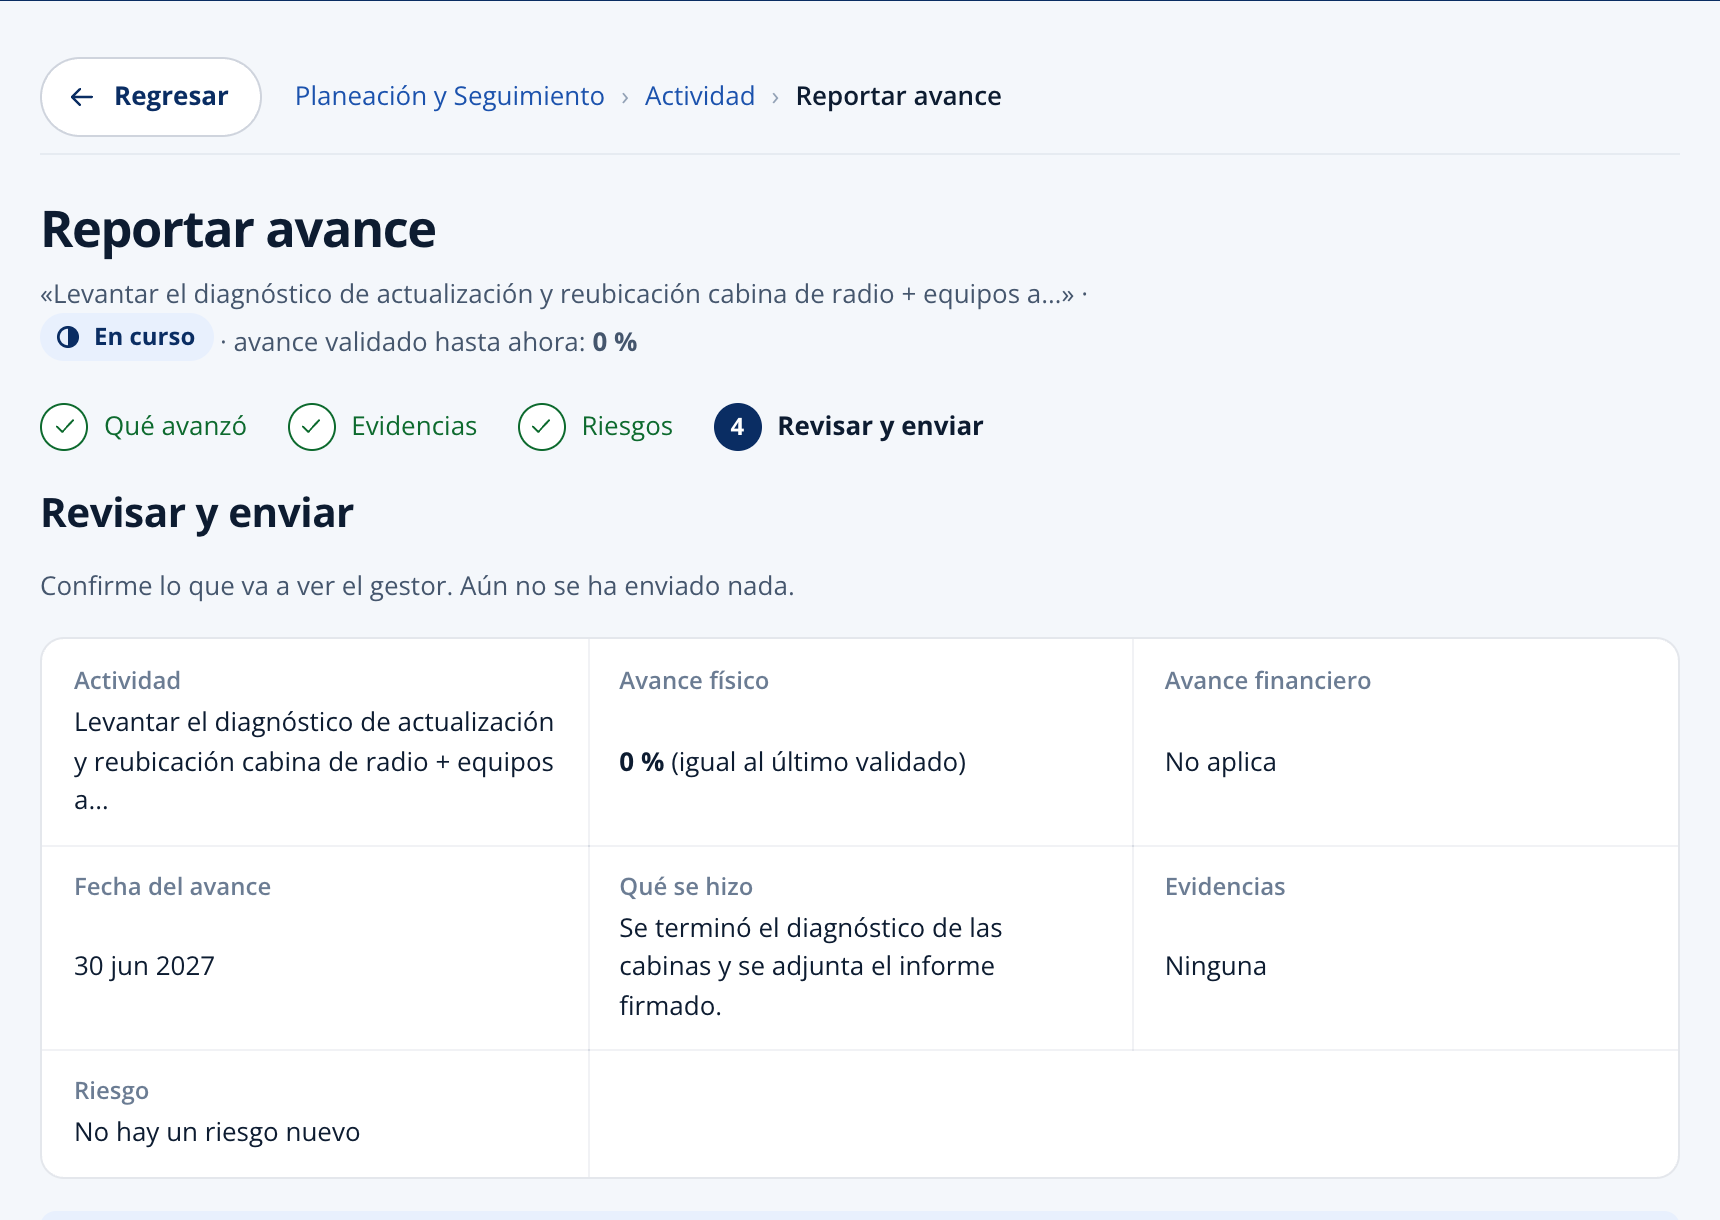 ← Regresar
Planeación y Seguimiento › Actividad › Reportar avance
Reportar avance
«Levantar el diagnóstico de actualización y reubicación cabina de radio + equipos a...» ·
En curso · avance validado hasta ahora: 0 %
Qué avanzó
Evidencias
Riesgos
4 Revisar y enviar
Revisar y enviar
Confirme lo que va a ver el gestor. Aún no se ha enviado nada.
Actividad
Levantar el diagnóstico de actualización
y reubicación cabina de radio + equipos
a...
Avance físico
0 % (igual al último validado)
Avance financiero
No aplica
Fecha del avance
30 jun 2027
Qué se hizo
Se terminó el diagnóstico de las
cabinas y se adjunta el informe
firmado.
Evidencias
Ninguna
Riesgo
No hay un riesgo nuevo